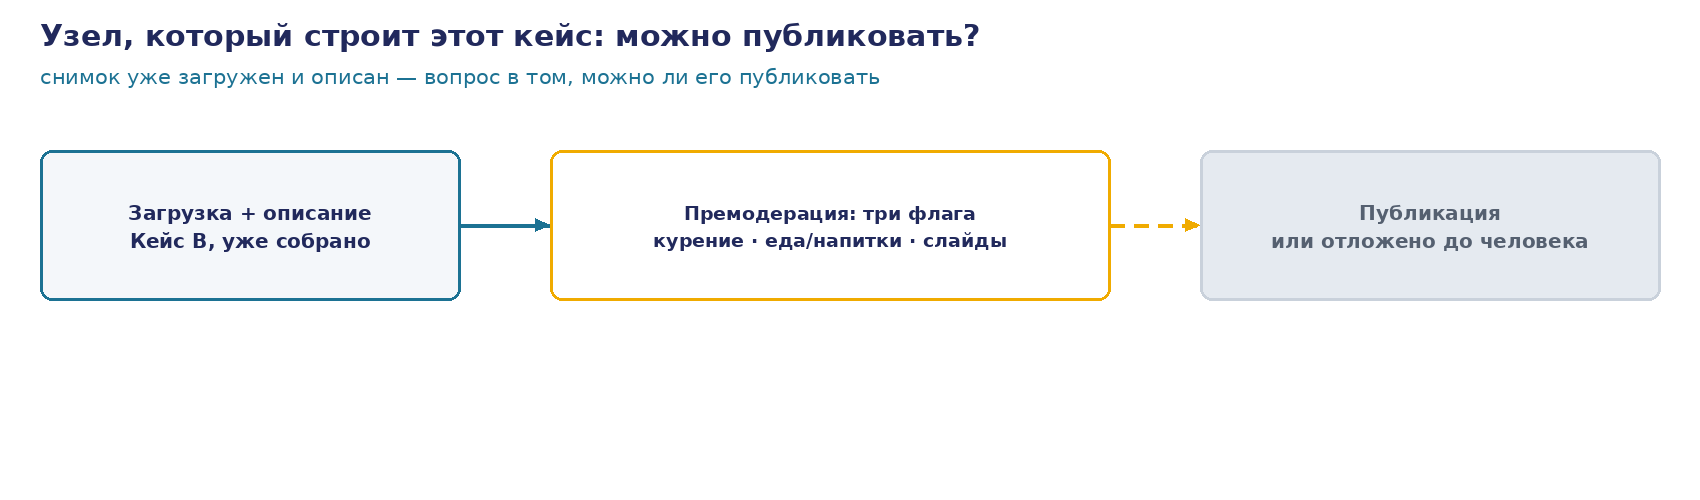 Узел, который строит этот кейс: можно публиковать?
снимок уже загружен и описан — вопрос в том, можно ли его публиковать
Загрузка + описание
Кейс В, уже собрано
Премодерация: три флага
курение · еда/напитки · слайды
Публикация
или отложено до человека